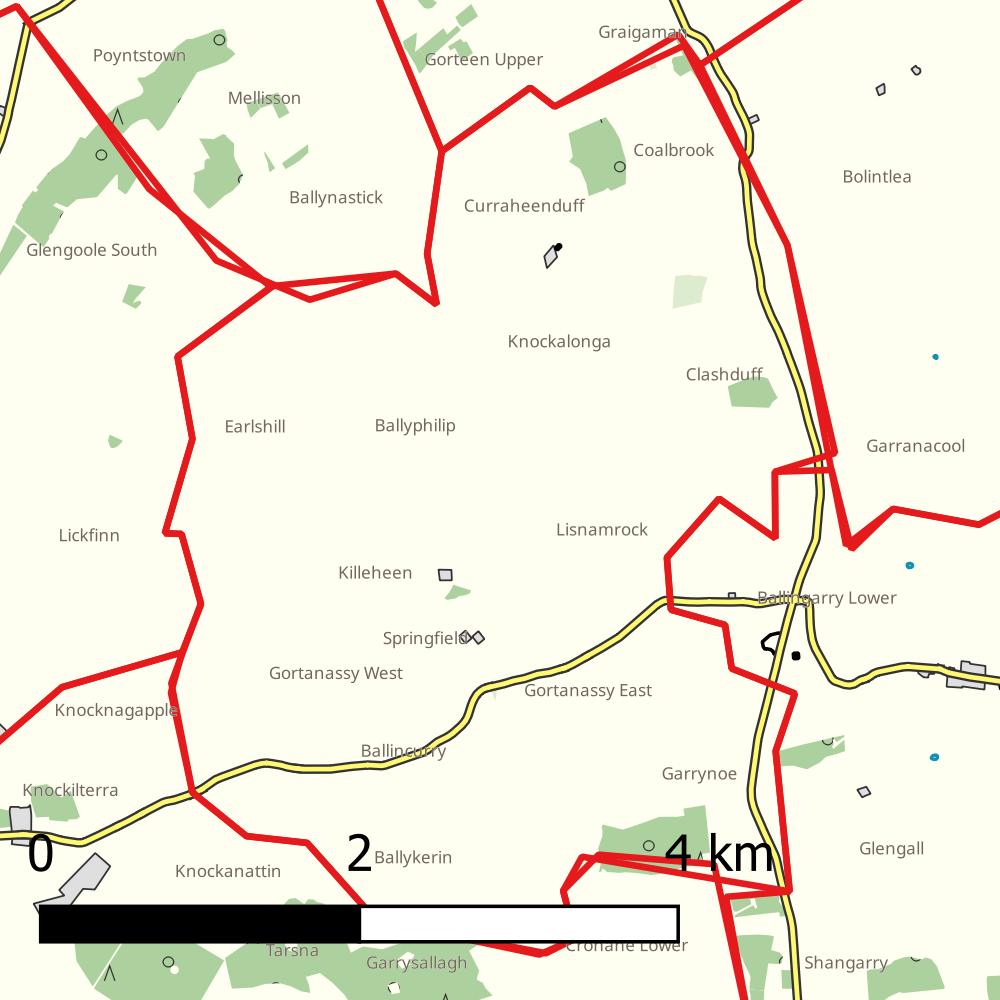 Graigaman
Poyntstown
Gorteen Upper
Mellisson
Coalbrook
Bolintlea
Ballynastick
Curraheenduff
Glengoole South
Knockalonga
Clashduff
Earlshill
Ballyphilip
Garranacool
Lickfinn
Lisnamrock
Killeheen
Ballingarry Lower
Springfield
Gortanassy West
Gortanassy East
Knocknagapple
Ballincurry
Garrynoe
Knockilterra
0 2 4 km
Glengall
Ballykerin
Knockanattin
Crohane Lower
Tarsna
Garrysallagh
Shangarry